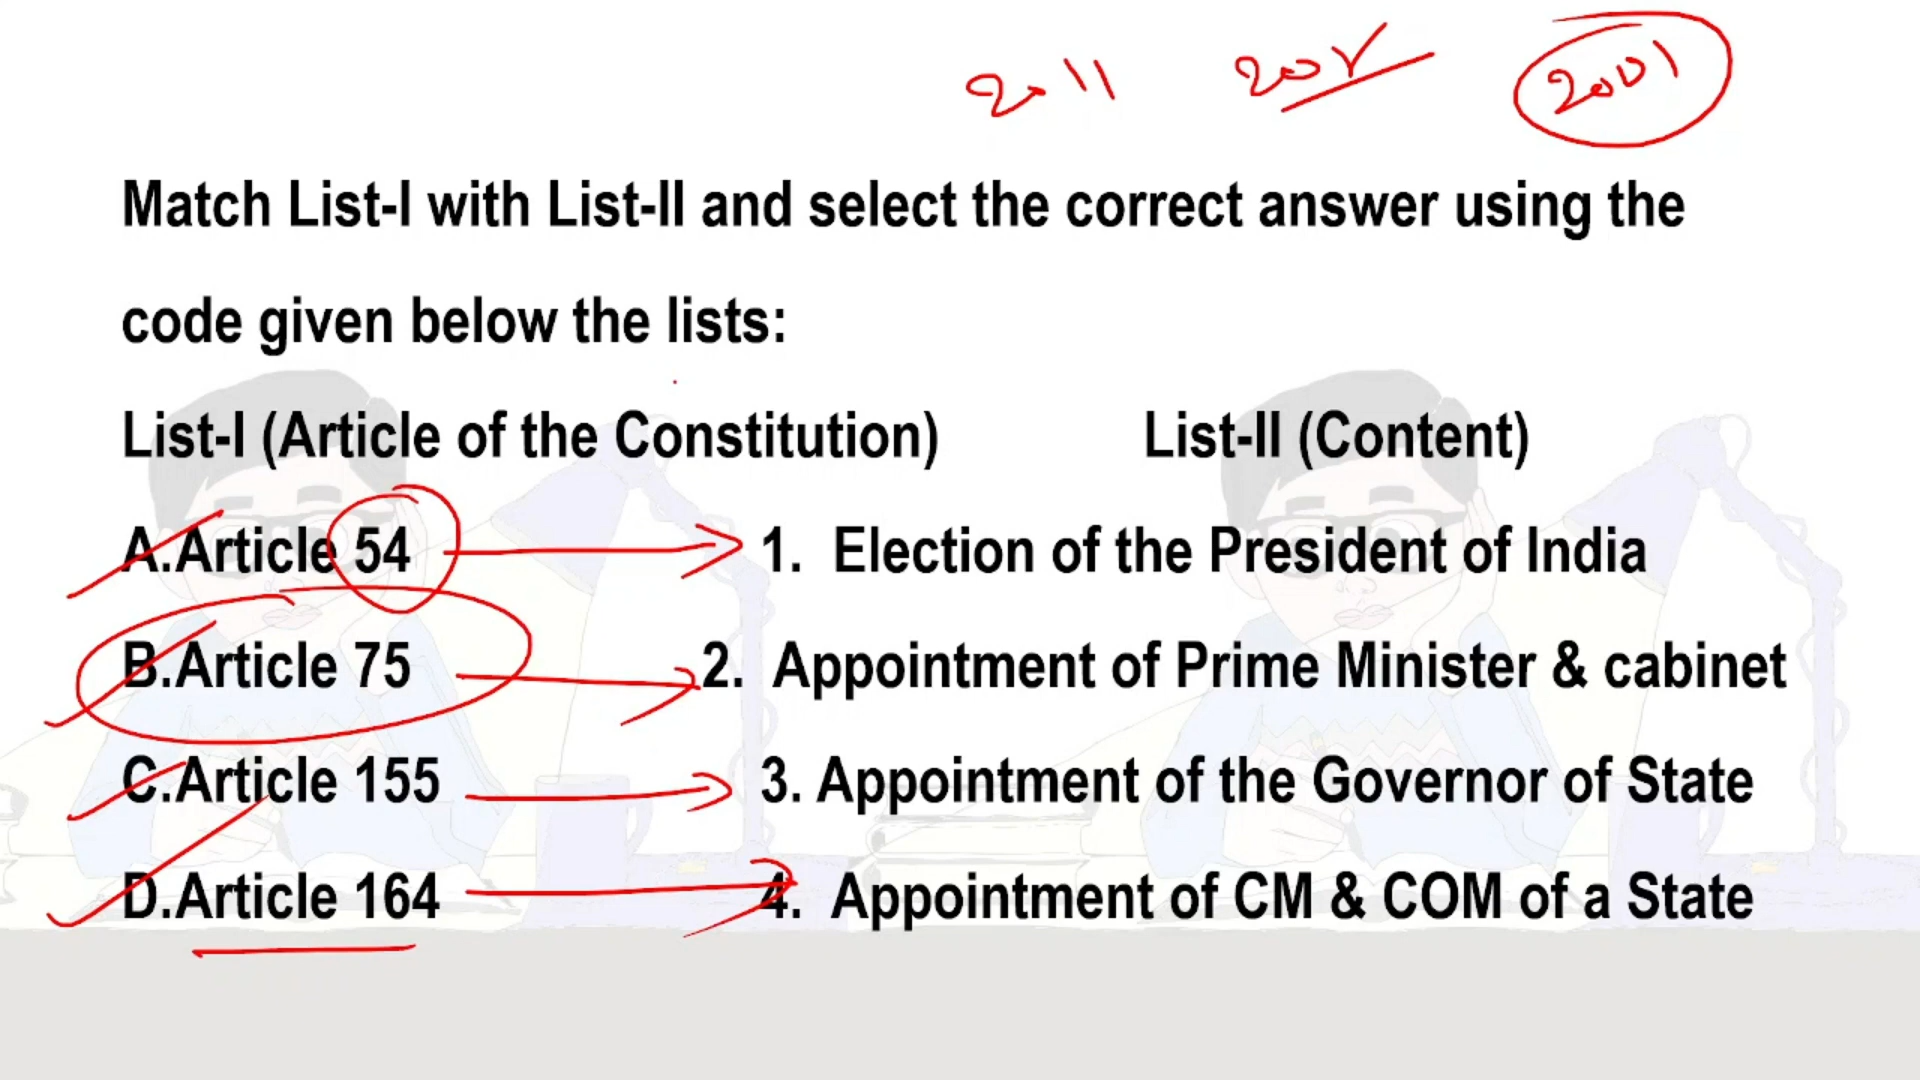 2011 2001
Match List-I with List-II and select the correct answer using the
code given below the lists:
List-I (Article of the Constitution) List-II (Content)
A.Article 54 1. Election of the President of India
B.Article 75 2. Appointment of Prime Minister & cabinet
C.Article 155 3. Appointment of the Governor of State
D.Article 164 4. Appointment of CM & COM of a State